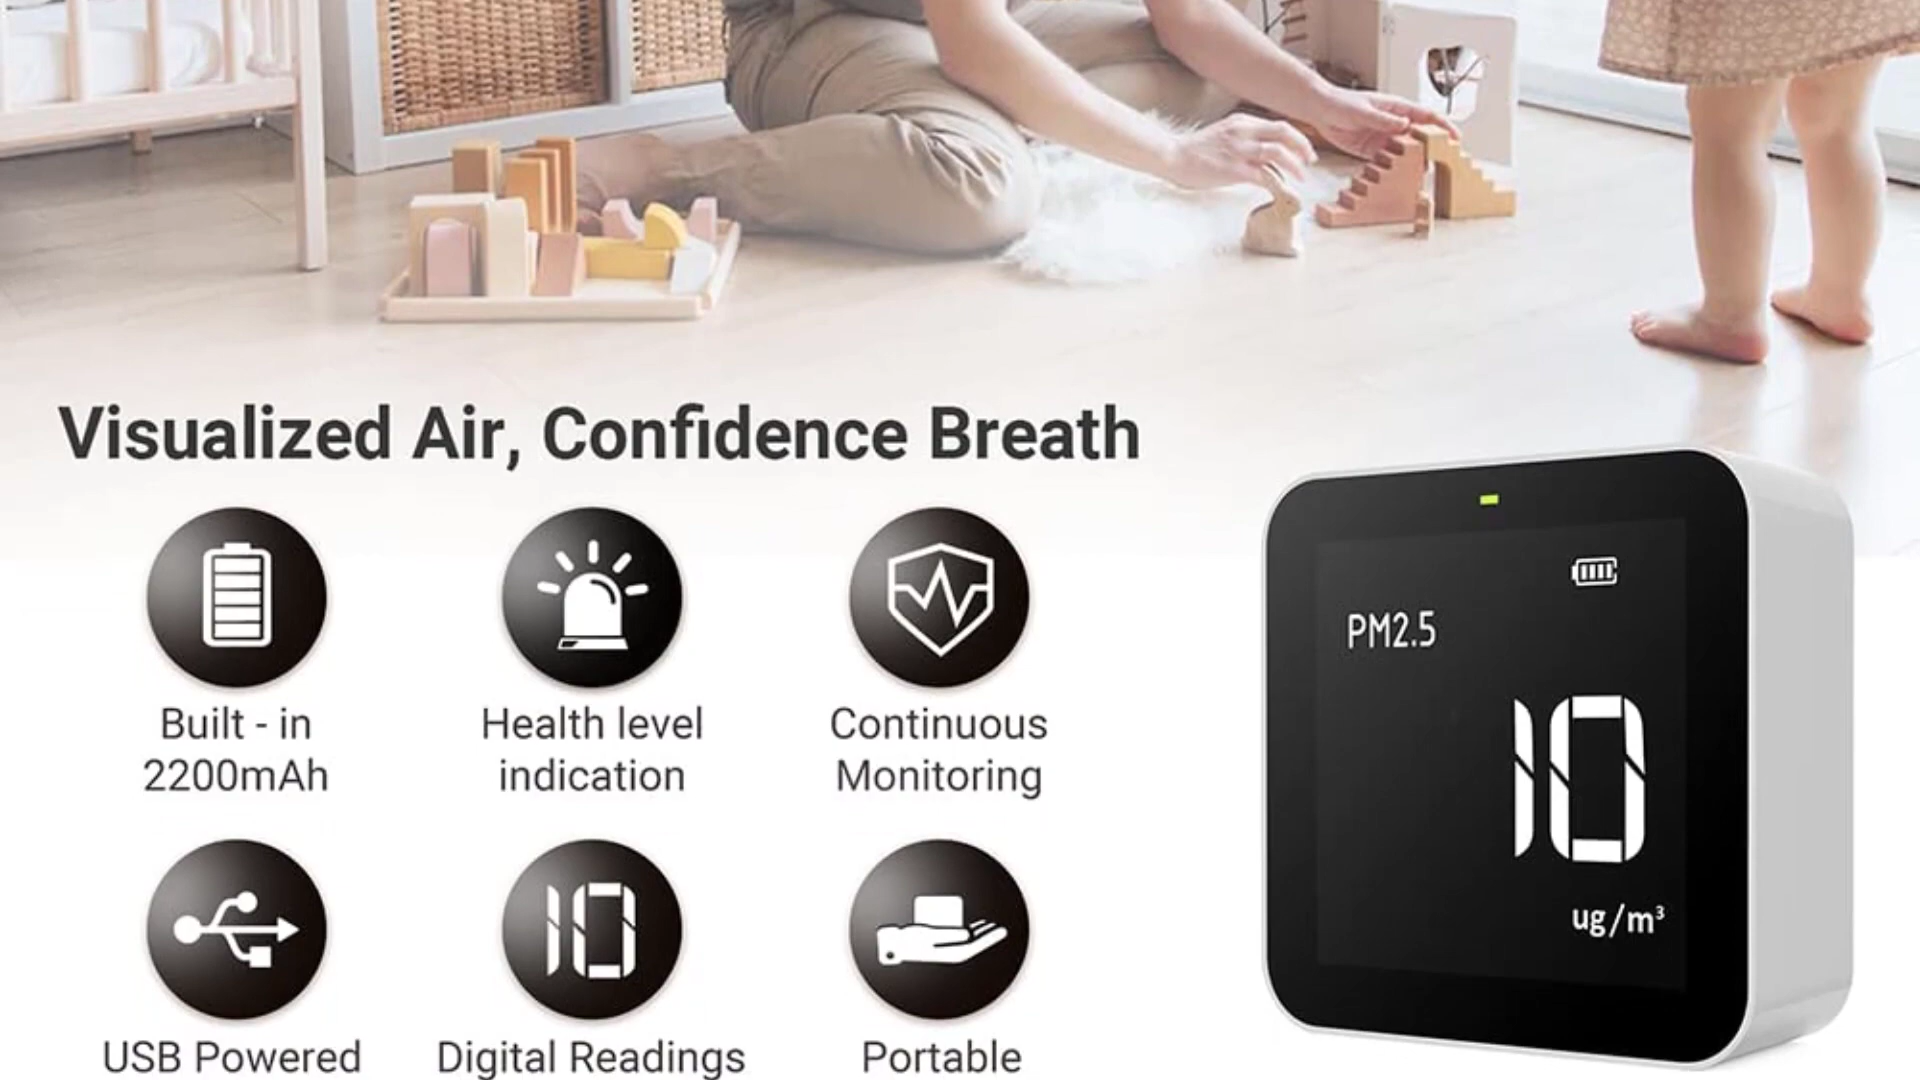 Visualized Air, Confidence Breath
Built - in
2200mAh
Health level
indication
Continuous
Monitoring
10
USB Powered
Digital Readings
Portable
PM2.5
10
ug/m³